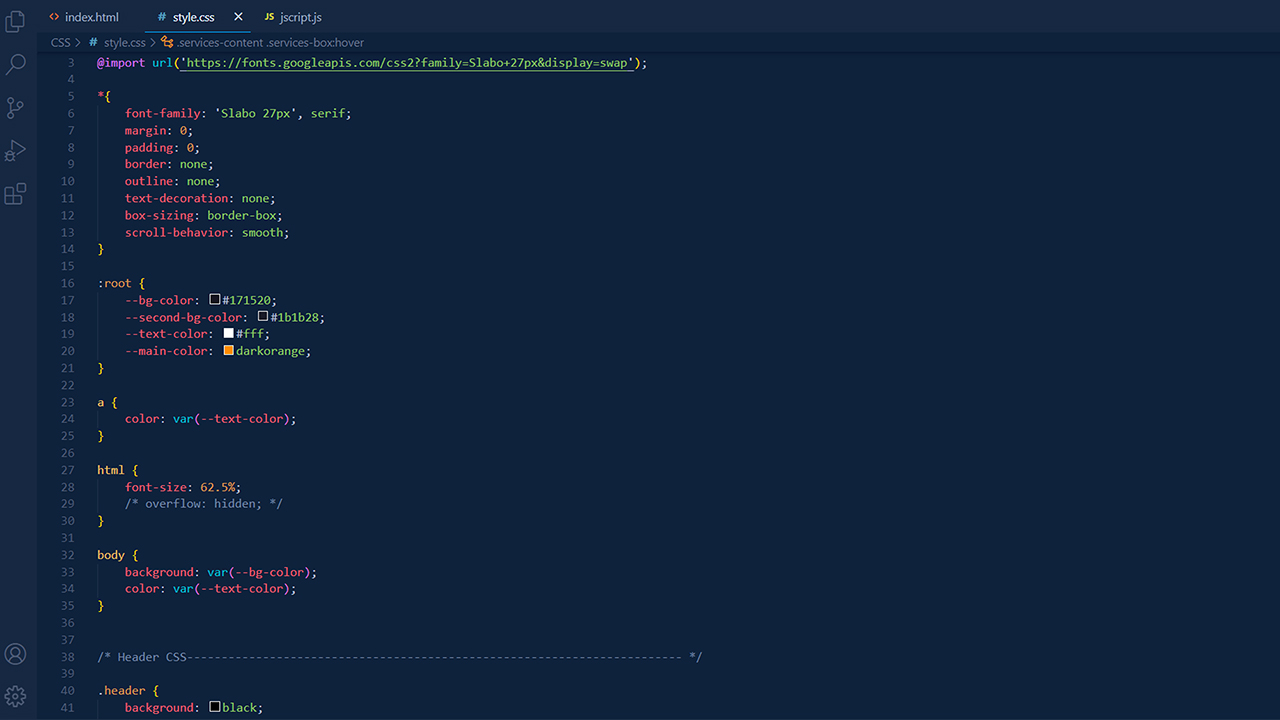 index.html
style.css
JS jscript.js
CSS > # style.css > .services-content .services-box:hover
3 @import url('https://fonts.googleapis.com/css2?family=Slabo+27px&display=swap');
4
5 *{
6 font-family: 'Slabo 27px', serif;
7 margin: 0;
8 padding: 0;
9 border: none;
10 outline: none;
11 text-decoration: none;
12 box-sizing: border-box;
13 scroll-behavior: smooth;
14 }
15
16 :root {
17 --bg-color: #171520;
18 --second-bg-color: #1b1b28;
19 --text-color: #fff;
20 --main-color: darkorange;
21 }
22
23 a {
24 color: var(--text-color);
25 }
26
27 html {
28 font-size: 62.5%;
29 /* overflow: hidden; */
30 }
31
32 body {
33 background: var(--bg-color);
34 color: var(--text-color);
35 }
36
37
38 /* Header CSS------------------------------------------------------------------------ */
39
40 .header {
41 background: black;